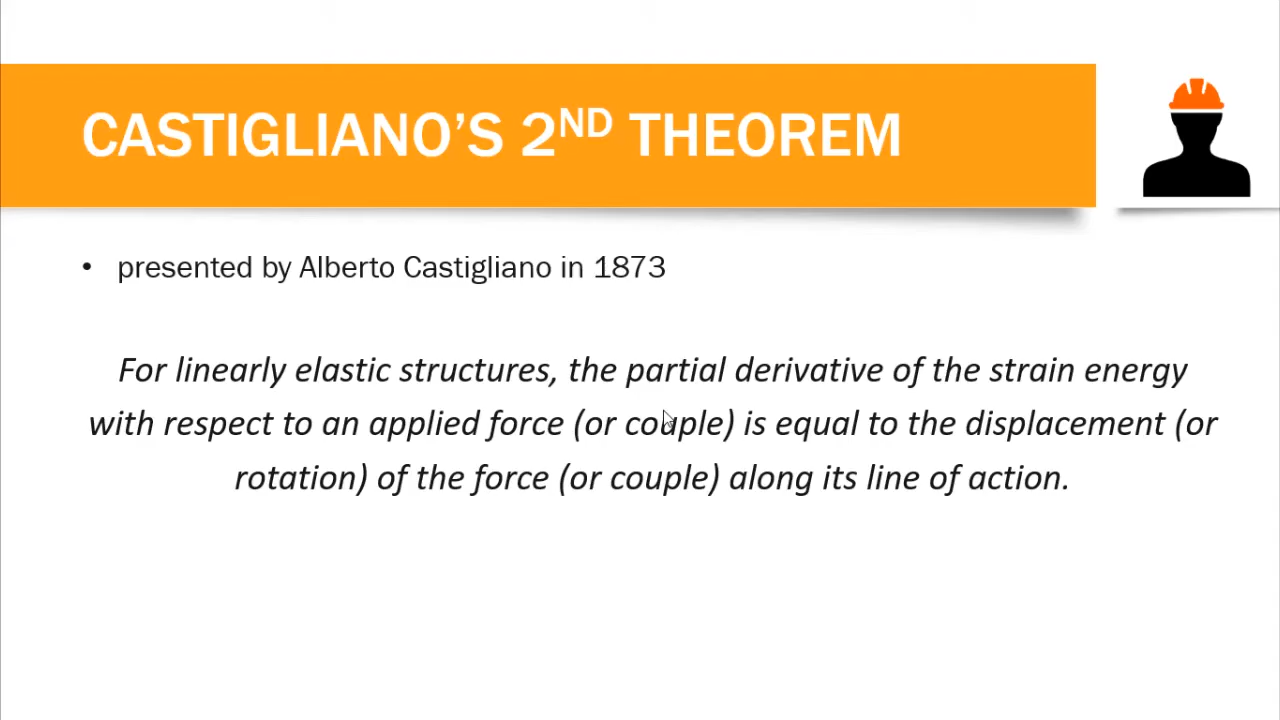 CASTIGLIANO'S 2ND THEOREM
• presented by Alberto Castigliano in 1873
For linearly elastic structures, the partial derivative of the strain energy
with respect to an applied force (or couple) is equal to the displacement (or
rotation) of the force (or couple) along its line of action.